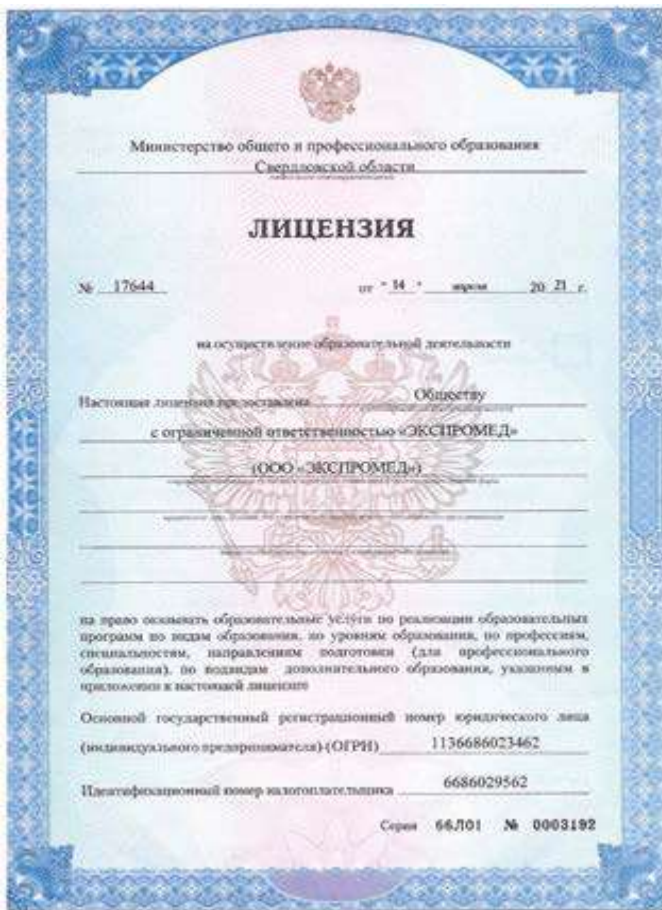 Министерство общего и профессионального образования
Свердловской области
ЛИЦЕНЗИЯ
№ 17644 от " 14 " апреля 20 21 г.
на осуществление образовательной деятельности
Настоящая лицензия предоставлена Обществу
с ограниченной ответственностью «ЭКСПРОМЕД»
(ООО «ЭКСПРОМЕД»)
на право оказывать образовательные услуги по реализации образовательных
программ по видам образования, по уровням образования, по профессиям,
специальностям, направлениям подготовки (для профессионального
образования), по подвидам дополнительного образования, указанным в
приложении к настоящей лицензии
Основной государственный регистрационный номер юридического лица
(индивидуального предпринимателя) (ОГРН) 1136686023462
Идентификационный номер налогоплательщика 6686029562
Серия 66Л01 № 0003192